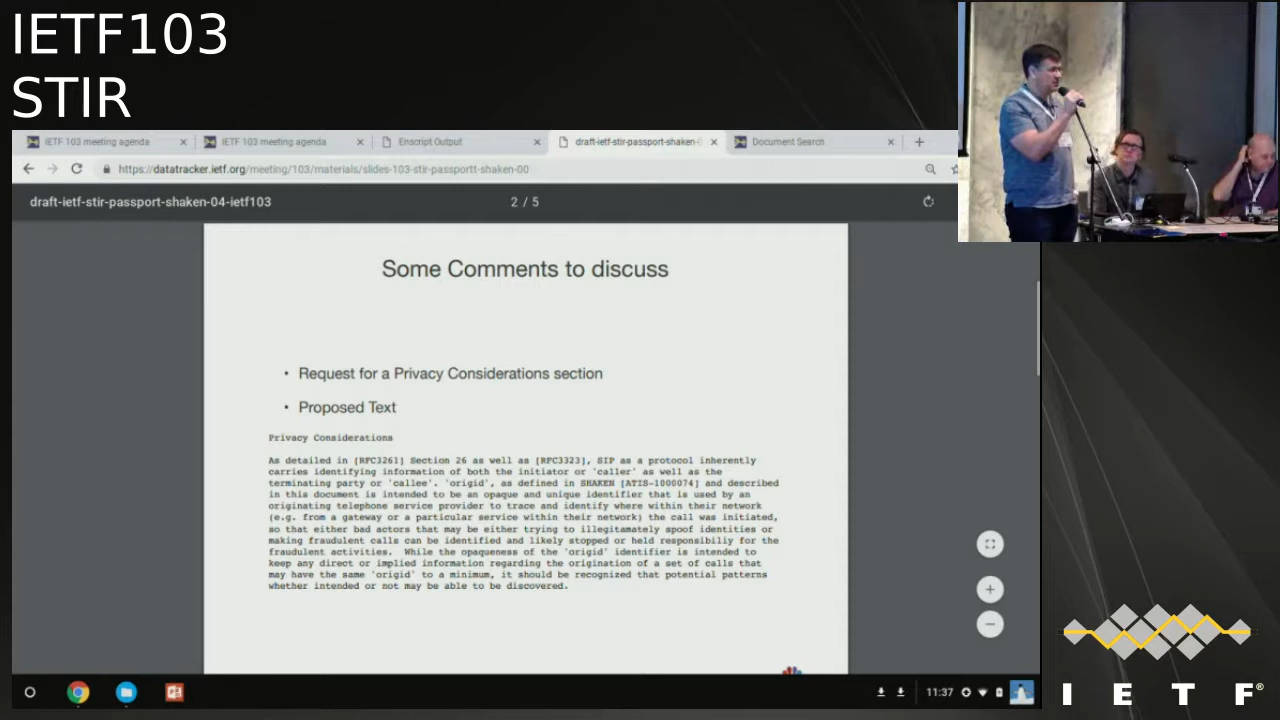 IETF103
STIR
IETF 103 meeting agenda
IETF 103 meeting agenda
Enscript Output
draft-ietf-stir-passport-shaken-
Document Search
https://datatracker.ietf.org/meeting/103/materials/slides-103-stir-passportt-shaken-00
draft-ietf-stir-passport-shaken-04-ietf103
2 / 5
Some Comments to discuss
• Request for a Privacy Considerations section
• Proposed Text
Privacy Considerations
As detailed in [RFC3261] Section 26 as well as [RFC3323], SIP as a protocol inherently
carries identifying information of both the initiator or 'caller' as well as the
terminating party or 'callee'. 'origid', as defined in SHAKEN [ATIS-1000074] and described
in this document is intended to be an opaque and unique identifier that is used by an
originating telephone service provider to trace and identify where within their network
(e.g. from a gateway or a particular service within their network) the call was initiated,
so that either bad actors that may be either trying to illegitamately spoof identities or
making fraudulent calls can be identified and likely stopped or held responsibiliy for the
fraudulent activities. While the opaqueness of the 'origid' identifier is intended to
keep any direct or implied information regarding the origination of a set of calls that
may have the same 'origid' to a minimum, it should be recognized that potential patterns
whether intended or not may be able to be discovered.
11:37
I E T F®